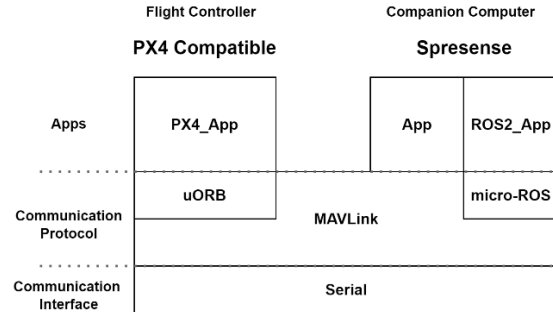 Flight Controller
Companion Computer
PX4 Compatible
Spresense
Apps
PX4_App
App
ROS2_App
uORB
micro-ROS
Communication
Protocol
MAVLink
Communication
Interface
Serial